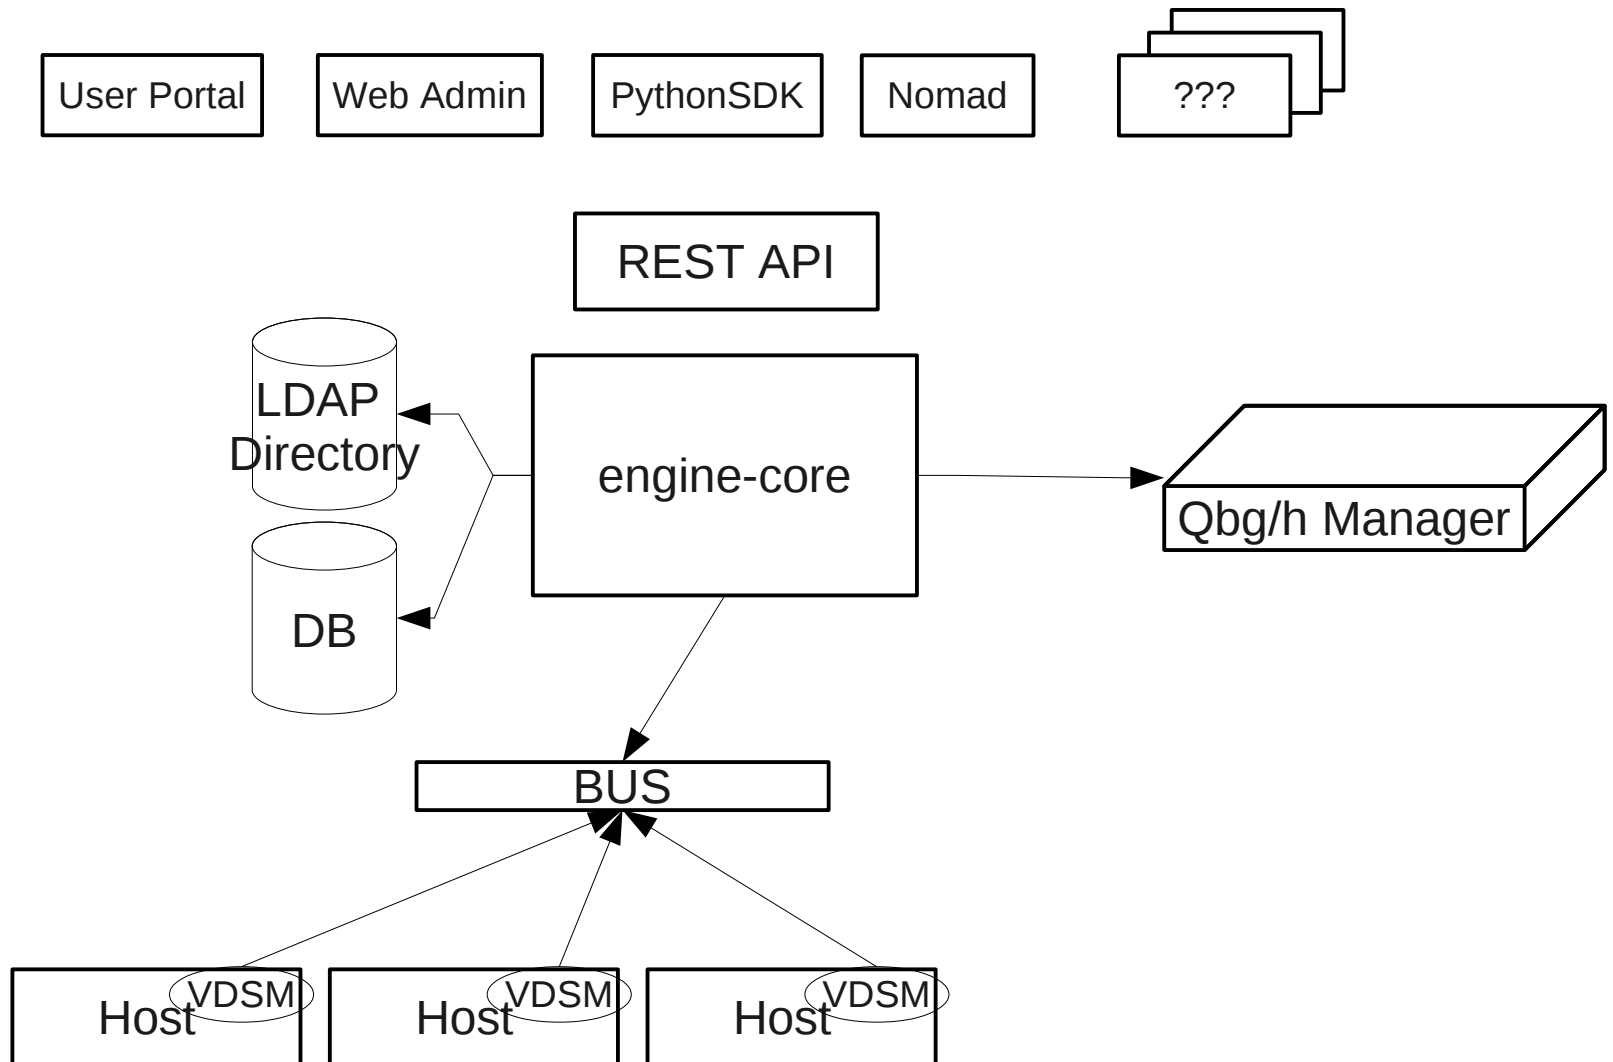 User Portal
Web Admin
PythonSDK
Nomad
???
REST API
LDAP
Directory
engine-core
Qbg/h Manager
DB
BUS
VDSM
Host
VDSM
Host
VDSM
Host